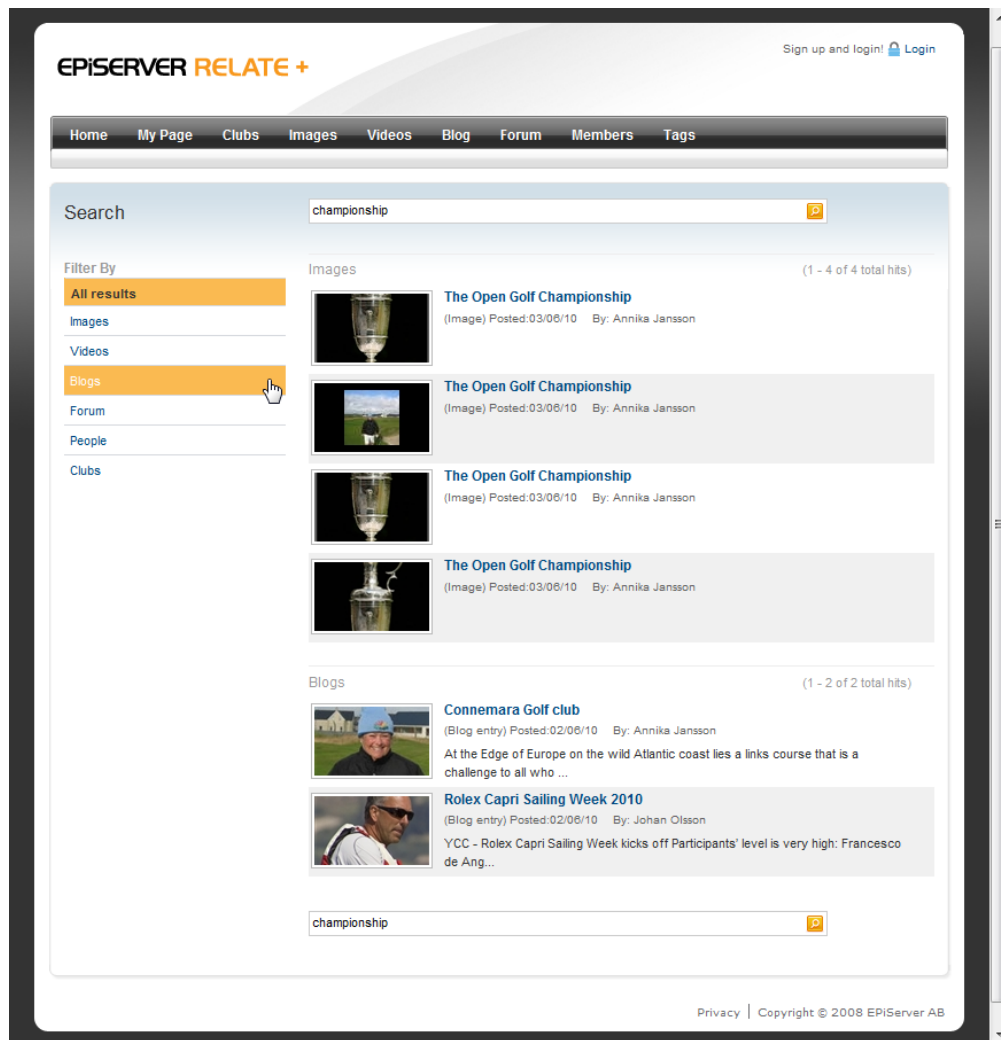 Sign up and login! Login
EPiSERVER RELATE +
Home My Page Clubs Images Videos Blog Forum Members Tags
Search
championship
Filter By
All results
Images
Videos
Blogs
Forum
People
Clubs
Images (1 - 4 of 4 total hits)
The Open Golf Championship
(Image) Posted:03/06/10 By: Annika Jansson
The Open Golf Championship
(Image) Posted:03/06/10 By: Annika Jansson
The Open Golf Championship
(Image) Posted:03/06/10 By: Annika Jansson
The Open Golf Championship
(Image) Posted:03/06/10 By: Annika Jansson
Blogs (1 - 2 of 2 total hits)
Connemara Golf club
(Blog entry) Posted:02/06/10 By: Annika Jansson
At the Edge of Europe on the wild Atlantic coast lies a links course that is a
challenge to all who ...
Rolex Capri Sailing Week 2010
(Blog entry) Posted:02/06/10 By: Johan Olsson
YCC - Rolex Capri Sailing Week kicks off Participants' level is very high: Francesco
de Ang...
championship
Privacy | Copyright © 2008 EPiServer AB